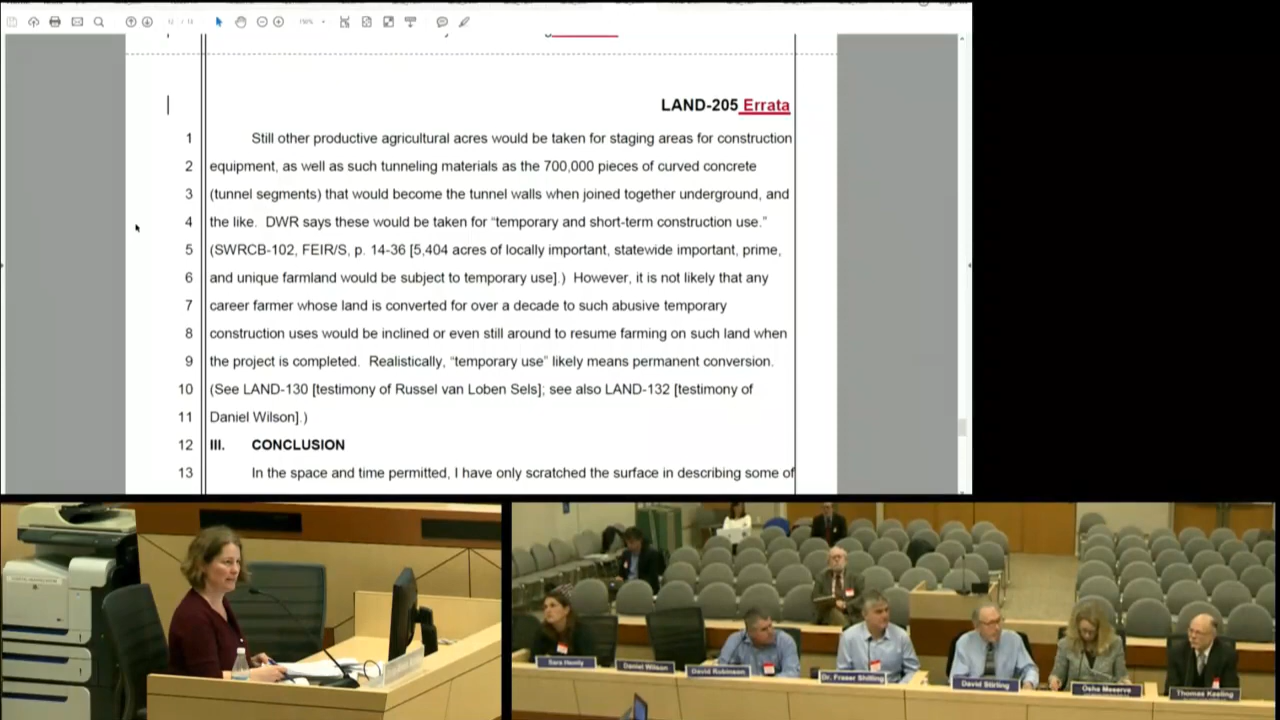 12 / 14
150%
LAND-205 Errata
1 Still other productive agricultural acres would be taken for staging areas for construction
2 equipment, as well as such tunneling materials as the 700,000 pieces of curved concrete
3 (tunnel segments) that would become the tunnel walls when joined together underground, and
4 the like. DWR says these would be taken for “temporary and short-term construction use.”
5 (SWRCB-102, FEIR/S, p. 14-36 [5,404 acres of locally important, statewide important, prime,
6 and unique farmland would be subject to temporary use].) However, it is not likely that any
7 career farmer whose land is converted for over a decade to such abusive temporary
8 construction uses would be inclined or even still around to resume farming on such land when
9 the project is completed. Realistically, “temporary use” likely means permanent conversion.
10 (See LAND-130 [testimony of Russel van Loben Sels]; see also LAND-132 [testimony of
11 Daniel Wilson].)
12 III. CONCLUSION
13 In the space and time permitted, I have only scratched the surface in describing some of
Sara Hemly
Daniel Wilson
David Robinson
Dr. Fraser Shilling
David Stirling
Osha Meserve
Thomas Keeling